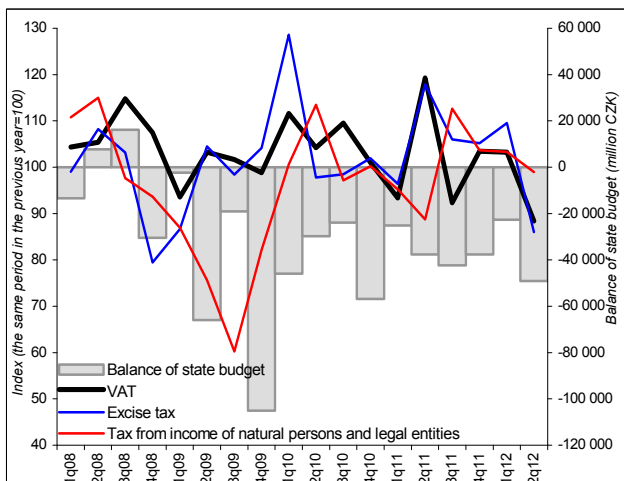 Index (the same period in the previous year=100)
130
120
110
100
90
80
70
60
50
40
60 000
40 000
20 000
0
-20 000
-40 000
-60 000
-80 000
-100 000
-120 000
Balance of state budget (million CZK)
Balance of state budget
VAT
Excise tax
Tax from income of natural persons and legal entities
1q08
2q08
3q08
4q08
1q09
2q09
3q09
4q09
1q10
2q10
3q10
4q10
1q11
2q11
3q11
4q11
1q12
2q12